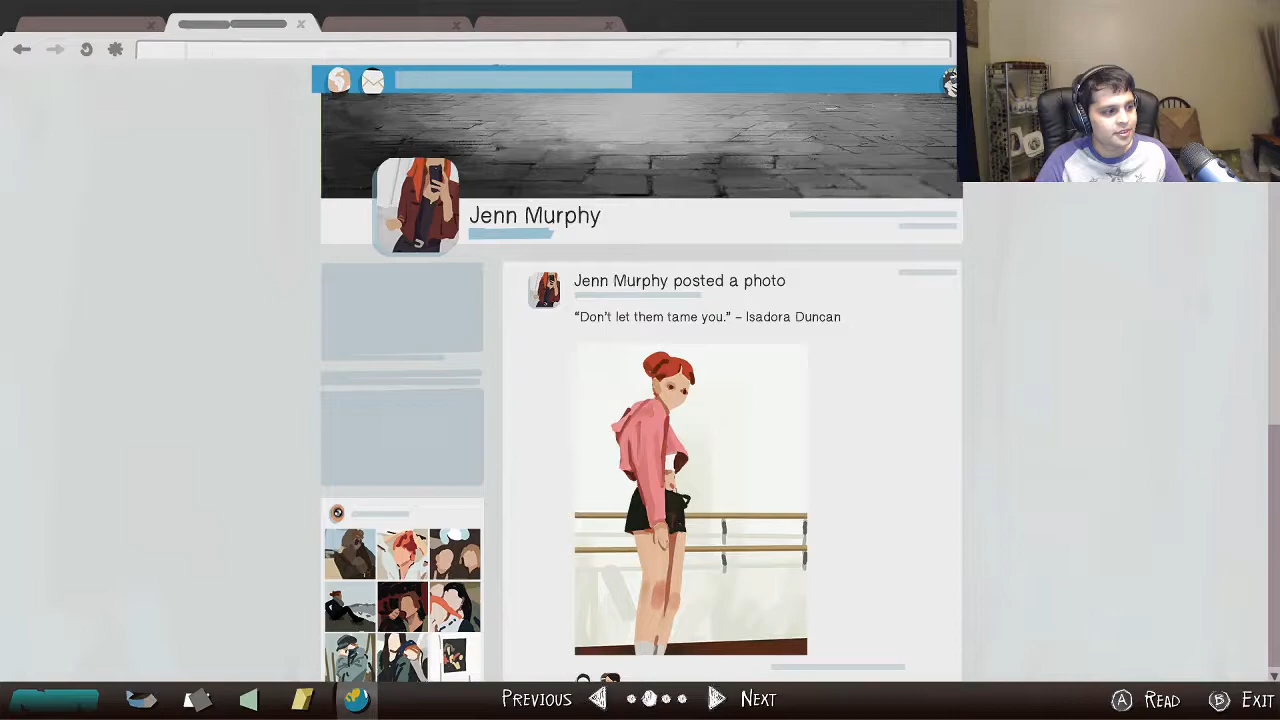 Jenn Murphy
Jenn Murphy posted a photo
“Don't let them tame you.” – Isadora Duncan
Previous Next A Read B Exit